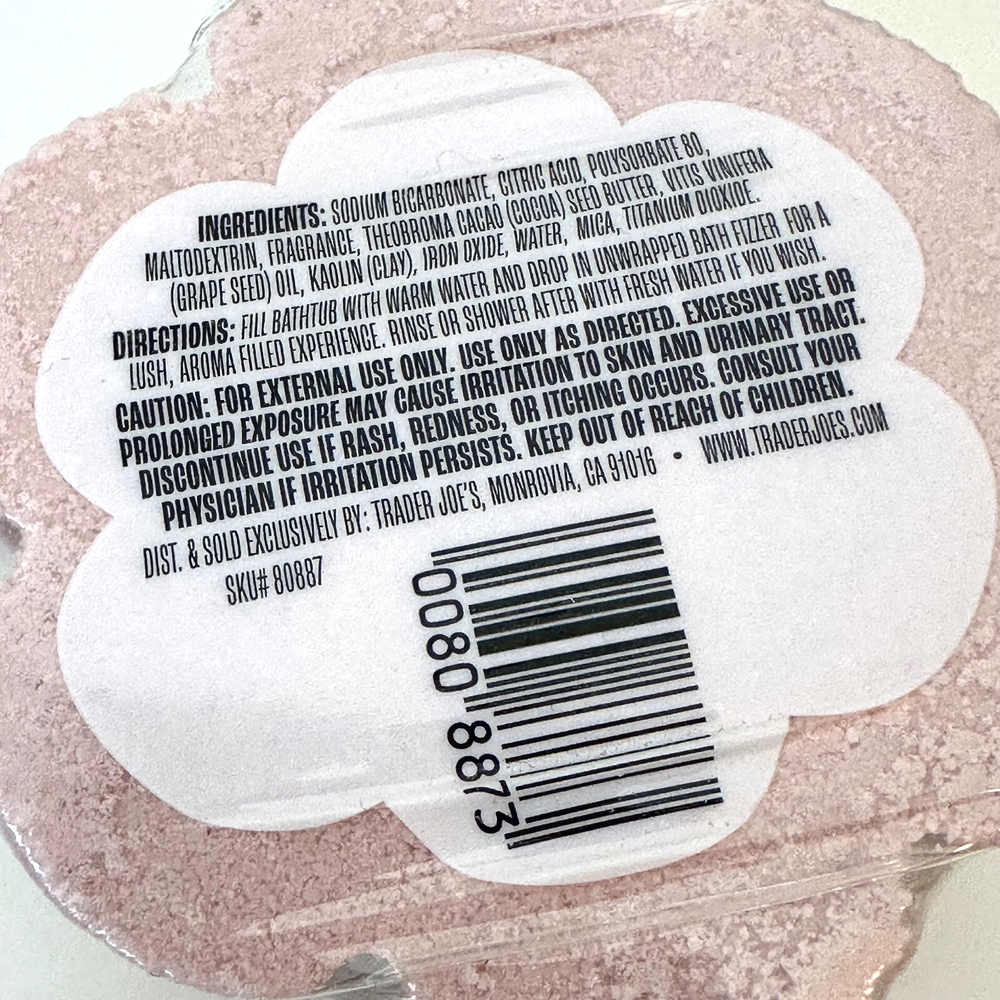 INGREDIENTS: SODIUM BICARBONATE, CITRIC ACID, POLYSORBATE 80,
MALTODEXTRIN, FRAGRANCE, THEOBROMA CACAO (COCOA) SEED BUTTER, VITIS VINIFERA
(GRAPE SEED) OIL, KAOLIN (CLAY), IRON OXIDE, WATER, MICA, TITANIUM DIOXIDE.
DIRECTIONS: FILL BATHTUB WITH WARM WATER AND DROP IN UNWRAPPED BATH FIZZER FOR A
LUSH, AROMA FILLED EXPERIENCE. RINSE OR SHOWER AFTER WITH FRESH WATER IF YOU WISH.
CAUTION: FOR EXTERNAL USE ONLY. USE ONLY AS DIRECTED. EXCESSIVE USE OR
PROLONGED EXPOSURE MAY CAUSE IRRITATION TO SKIN AND URINARY TRACT.
DISCONTINUE USE IF RASH, REDNESS, OR ITCHING OCCURS. CONSULT YOUR
PHYSICIAN IF IRRITATION PERSISTS. KEEP OUT OF REACH OF CHILDREN.
DIST. & SOLD EXCLUSIVELY BY: TRADER JOE'S, MONROVIA, CA 91016 • WWW.TRADERJOES.COM
SKU# 80887
0080 8873